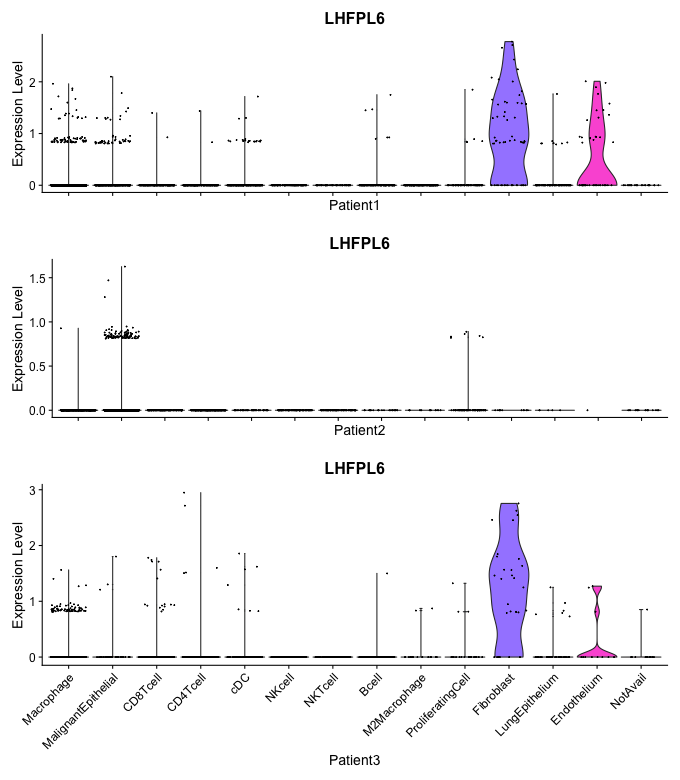 LHFPL6
Expression Level
2
1
0
Patient1
LHFPL6
Expression Level
1.5
1.0
0.5
0.0
Patient2
LHFPL6
Expression Level
3
2
1
0
Macrophage
MalignantEpithelial
CD8Tcell
CD4Tcell
cDC
NKcell
NKTcell
Bcell
M2Macrophage
ProliferatingCell
Fibroblast
LungEpithelium
Endothelium
NotAvail
Patient3